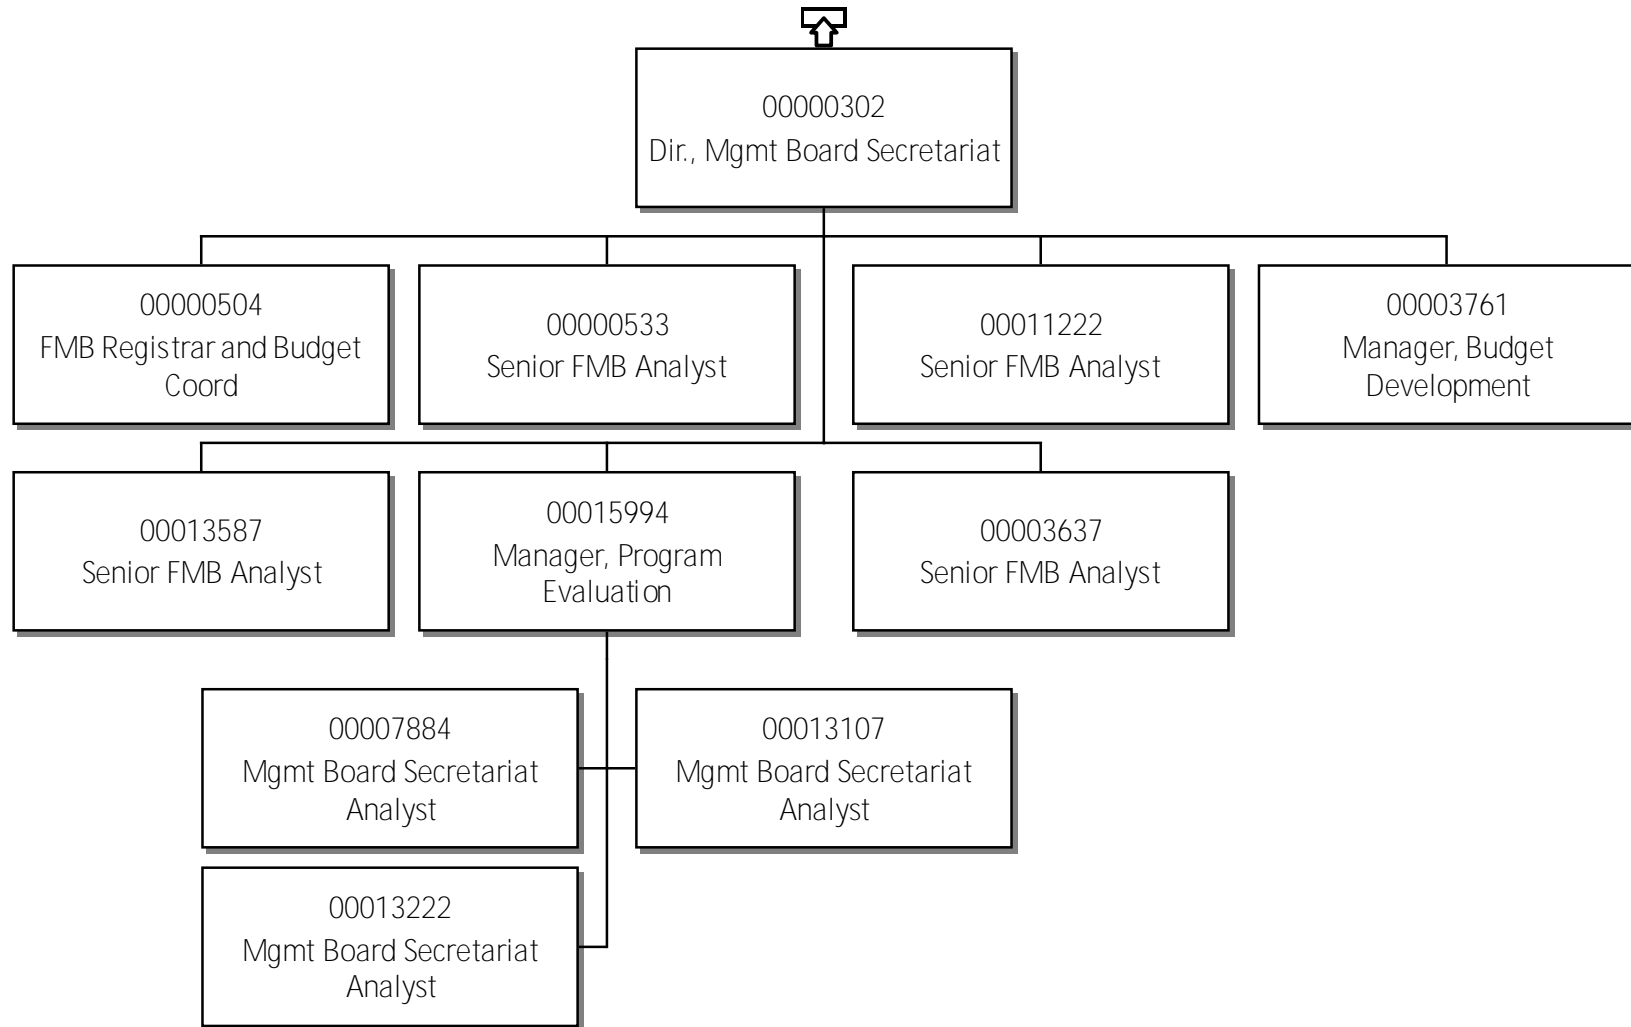 00000302
Dir., Mgmt Board Secretariat
00000504
FMB Registrar and Budget
Coord
00000533
Senior FMB Analyst
00011222
Senior FMB Analyst
00003761
Manager, Budget
Development
00013587
Senior FMB Analyst
00015994
Manager, Program
Evaluation
00003637
Senior FMB Analyst
00007884
Mgmt Board Secretariat
Analyst
00013107
Mgmt Board Secretariat
Analyst
00013222
Mgmt Board Secretariat
Analyst